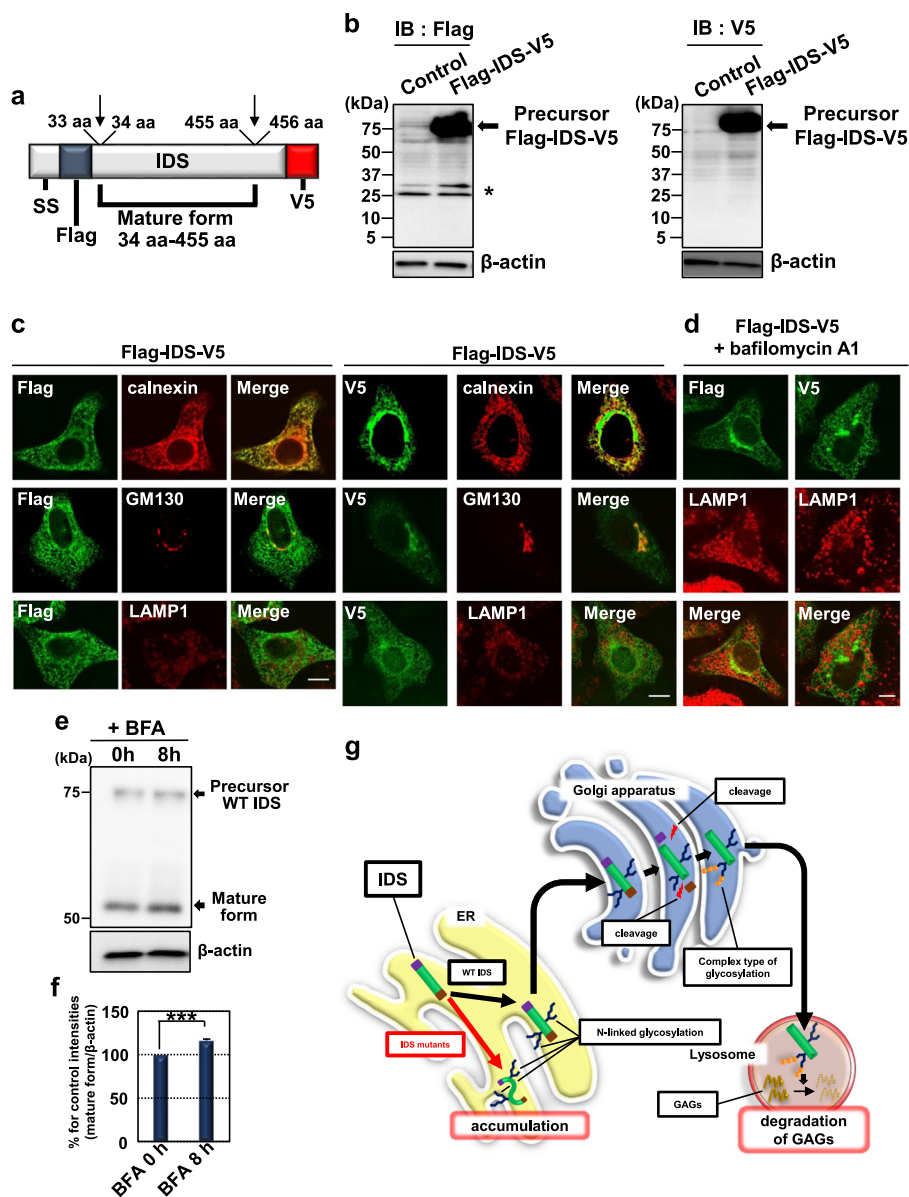 a
33 aa
34 aa
455 aa
456 aa
IDS
SS
Flag
Mature form
34 aa-455 aa
V5
b
IB : Flag
Control
Flag-IDS-V5
(kDa)
75
50
37
25
10
5
Precursor
Flag-IDS-V5
*
β-actin
IB : V5
Control
Flag-IDS-V5
(kDa)
75
50
37
25
10
5
Precursor
Flag-IDS-V5
β-actin
c
Flag-IDS-V5
Flag
calnexin
Merge
Flag
GM130
Merge
Flag
LAMP1
Merge
Flag-IDS-V5
V5
calnexin
Merge
V5
GM130
Merge
V5
LAMP1
Merge
d
Flag-IDS-V5
+ bafilomycin A1
Flag
V5
LAMP1
LAMP1
Merge
Merge
e
+ BFA
(kDa)
0h
8h
75
50
Precursor
WT IDS
Mature
form
β-actin
f
% for control intensities
(mature form/β-actin)
150
100
50
0
***
BFA 0 h
BFA 8 h
g
Golgi apparatus
cleavage
cleavage
Complex type of
glycosylation
IDS
ER
WT IDS
IDS mutants
N-linked glycosylation
accumulation
Lysosome
GAGs
degradation
of GAGs